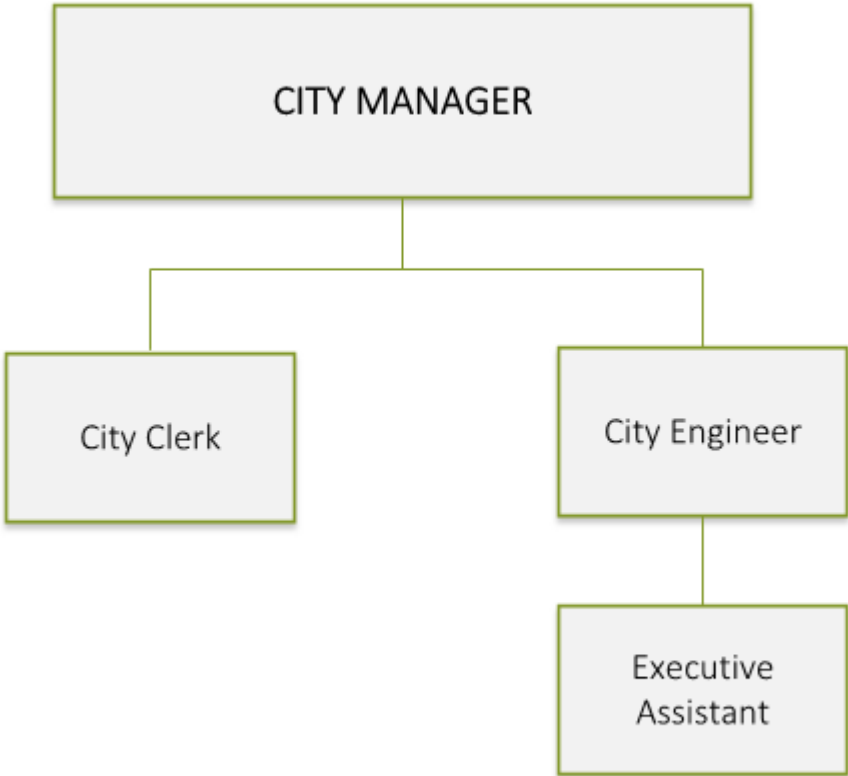 CITY MANAGER
City Clerk
City Engineer
Executive
Assistant